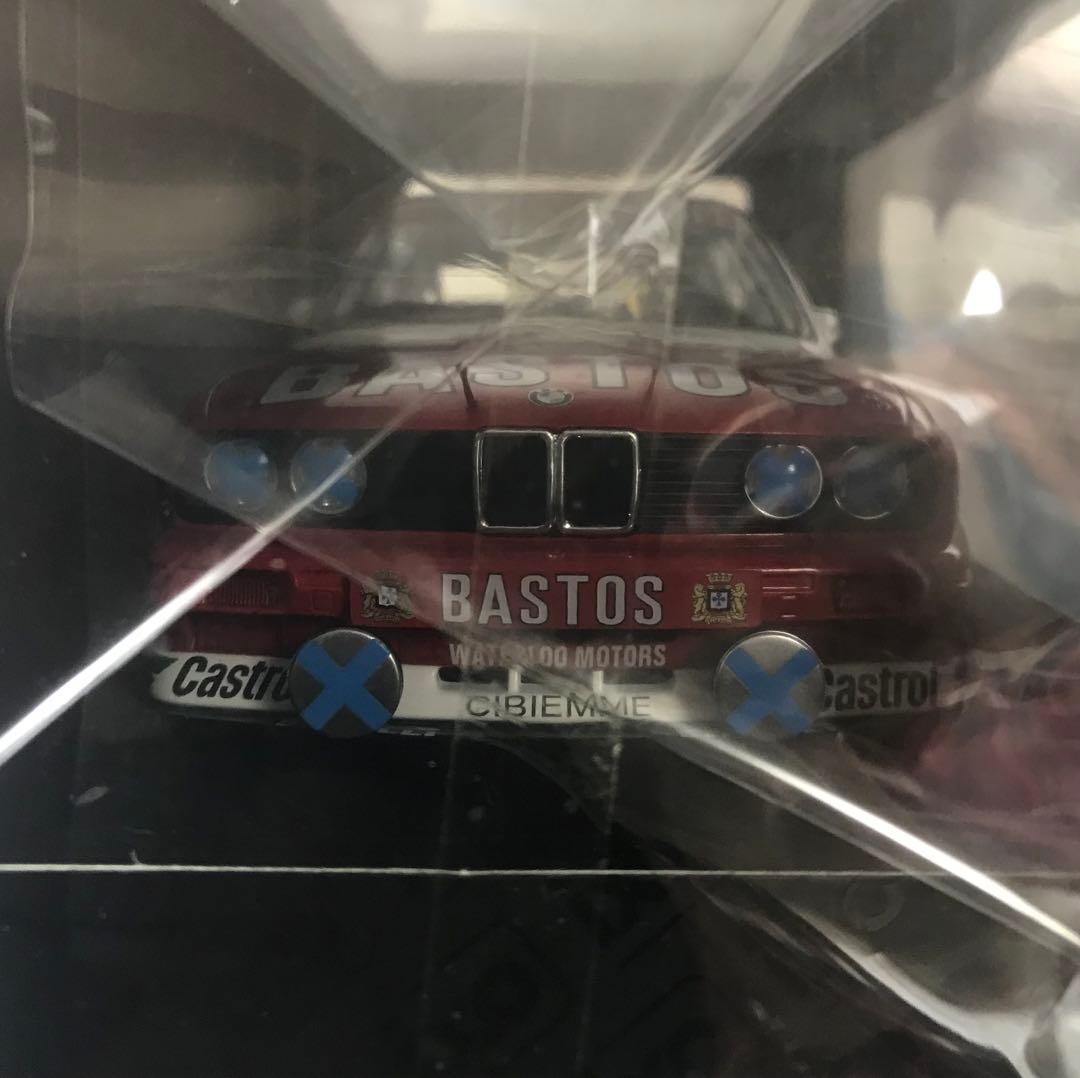 BASTOS
BASTOS
WATERLOO MOTORS
Castrol Castrol
CIBIEMME